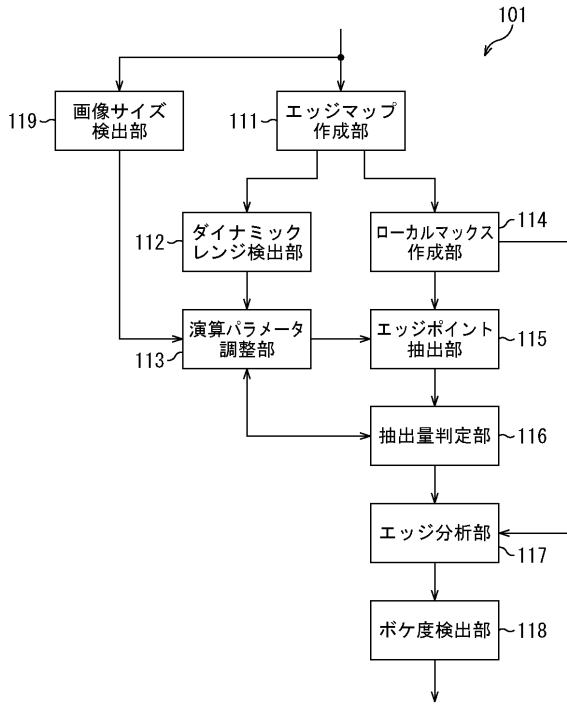 101
画像サイズ
検出部
119
エッジマップ
作成部
111
ダイナミック
レンジ検出部
112
ローカルマックス
作成部
114
演算パラメータ
調整部
113
エッジポイント
抽出部
115
抽出量判定部
116
エッジ分析部
117
ボケ度検出部
118